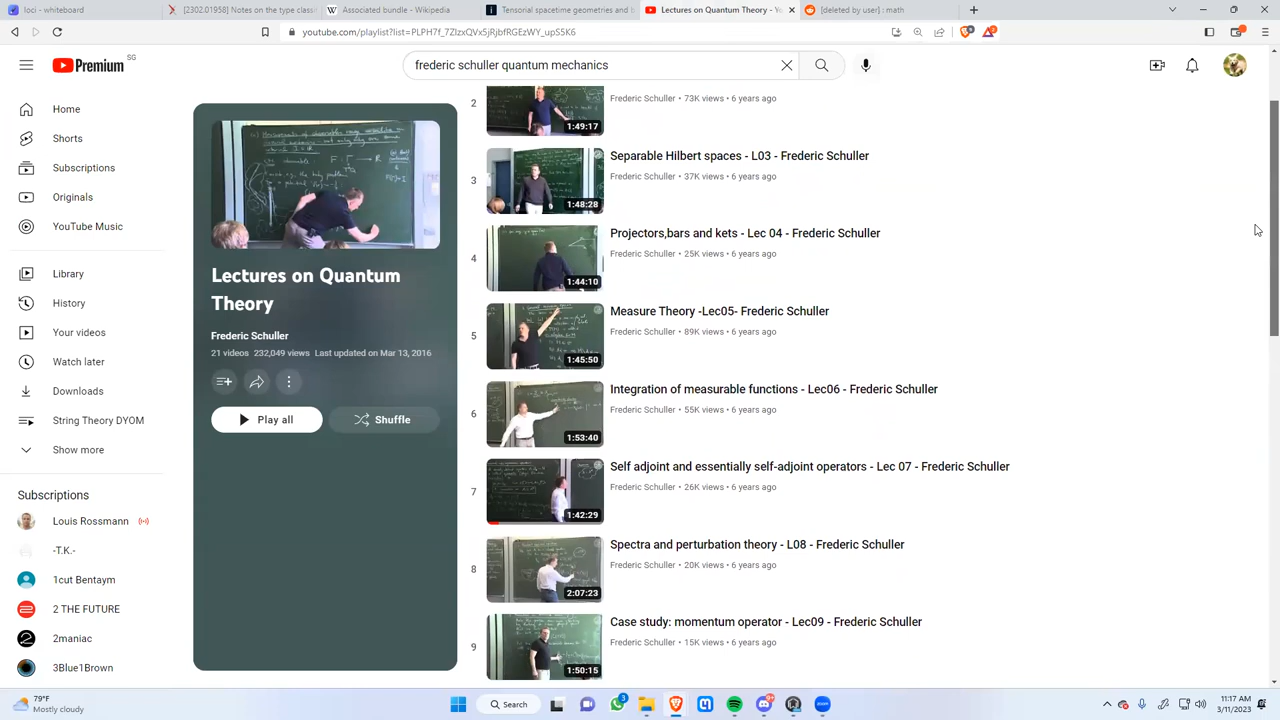 loci - whiteboard
[2302.01958] Notes on the type class
Associated bundle - Wikipedia
Tensorial spacetime geometries and b
Lectures on Quantum Theory - Yo
[deleted by user] : math
youtube.com/playlist?list=PLPH7f_7ZlzxQVx5jRjbfRGEzWY_upS5K6
Premium
SG
frederic schuller quantum mechanics
Home
Shorts
Subscriptions
Originals
YouTube Music
Library
History
Your videos
Watch later
Downloads
String Theory DYOM
Show more
Subscriptions
Louis Rossmann
1cut Bentaym
2 THE FUTURE
2maniac
3Blue1Brown
Lectures on Quantum
Theory
Frederic Schuller
21 videos 232,049 views Last updated on Mar 13, 2016
Play all
Shuffle
2
1:49:17
Frederic Schuller • 73K views • 6 years ago
3
1:48:28
Separable Hilbert spaces - L03 - Frederic Schuller
Frederic Schuller • 37K views • 6 years ago
4
1:44:10
Projectors,bars and kets - Lec 04 - Frederic Schuller
Frederic Schuller • 25K views • 6 years ago
5
1:45:50
Measure Theory -Lec05- Frederic Schuller
Frederic Schuller • 89K views • 6 years ago
6
1:53:40
Integration of measurable functions - Lec06 - Frederic Schuller
Frederic Schuller • 55K views • 6 years ago
7
1:42:29
Self adjoint and essentially self-adjoint operators - Lec 07 - Frederic Schuller
Frederic Schuller • 26K views • 6 years ago
8
2:07:23
Spectra and perturbation theory - L08 - Frederic Schuller
Frederic Schuller • 20K views • 6 years ago
9
1:50:15
Case study: momentum operator - Lec09 - Frederic Schuller
Frederic Schuller • 15K views • 6 years ago
79°F
Mostly cloudy
Search
11:17 AM
3/11/2023